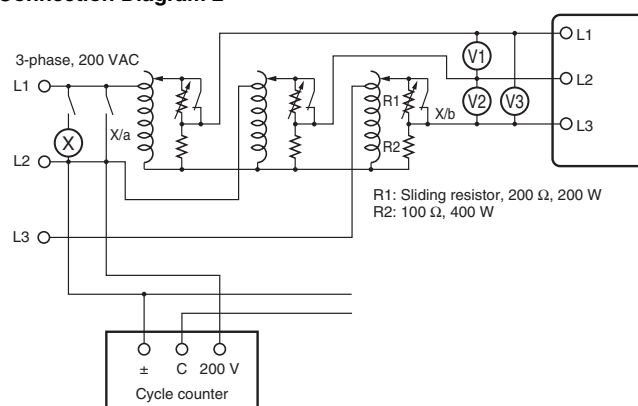 Connection Diagram 2
3-phase, 200 VAC
L1
L2
L3
X
X/a
R1
R2
X/b
V1
V2
V3
L1
L2
L3
R1: Sliding resistor, 200 Ω, 200 W
R2: 100 Ω, 400 W
± C 200 V
Cycle counter